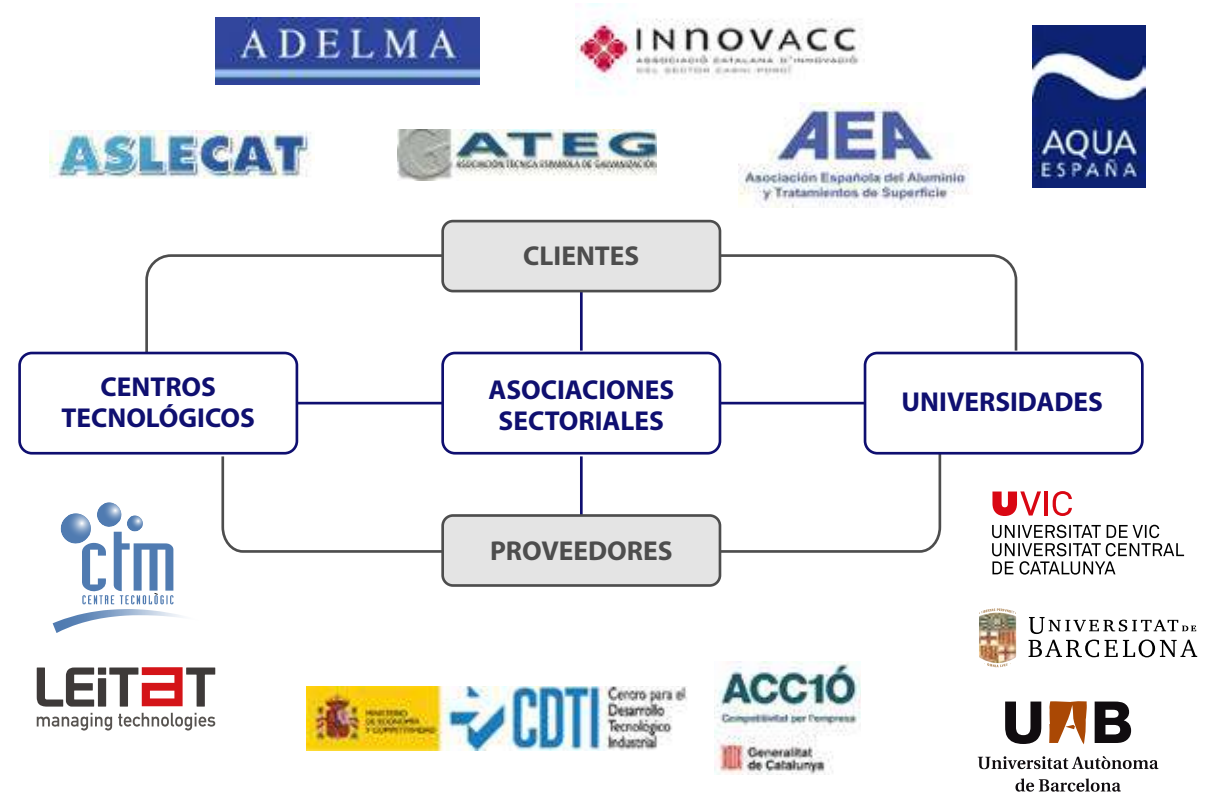 ADELMA
INNOVACC
ASSOCIACIÓ CATALANA D'INNOVACIÓ
DEL SECTOR CARNI PORCÍ
AQUA
ESPAÑA
ASLECAT
ATEG
ASOCIACIÓN TÉCNICA ESPAÑOLA DE GALVANIZACIÓN
AEA
Asociación Española del Aluminio
y Tratamientos de Superficie
CLIENTES
CENTROS
TECNOLÓGICOS
ASOCIACIONES
SECTORIALES
UNIVERSIDADES
PROVEEDORES
ctm
CENTRE TECNOLÒGIC
LEiTAT
managing technologies
MINISTERIO
DE ECONOMÍA
Y COMPETITIVIDAD
CDTI
Centro para el
Desarrollo
Tecnológico
Industrial
ACC1Ó
Competitivitat per l'empresa
Generalitat
de Catalunya
UVIC
UNIVERSITAT DE VIC
UNIVERSITAT CENTRAL
DE CATALUNYA
UNIVERSITAT DE
BARCELONA
UAB
Universitat Autònoma
de Barcelona